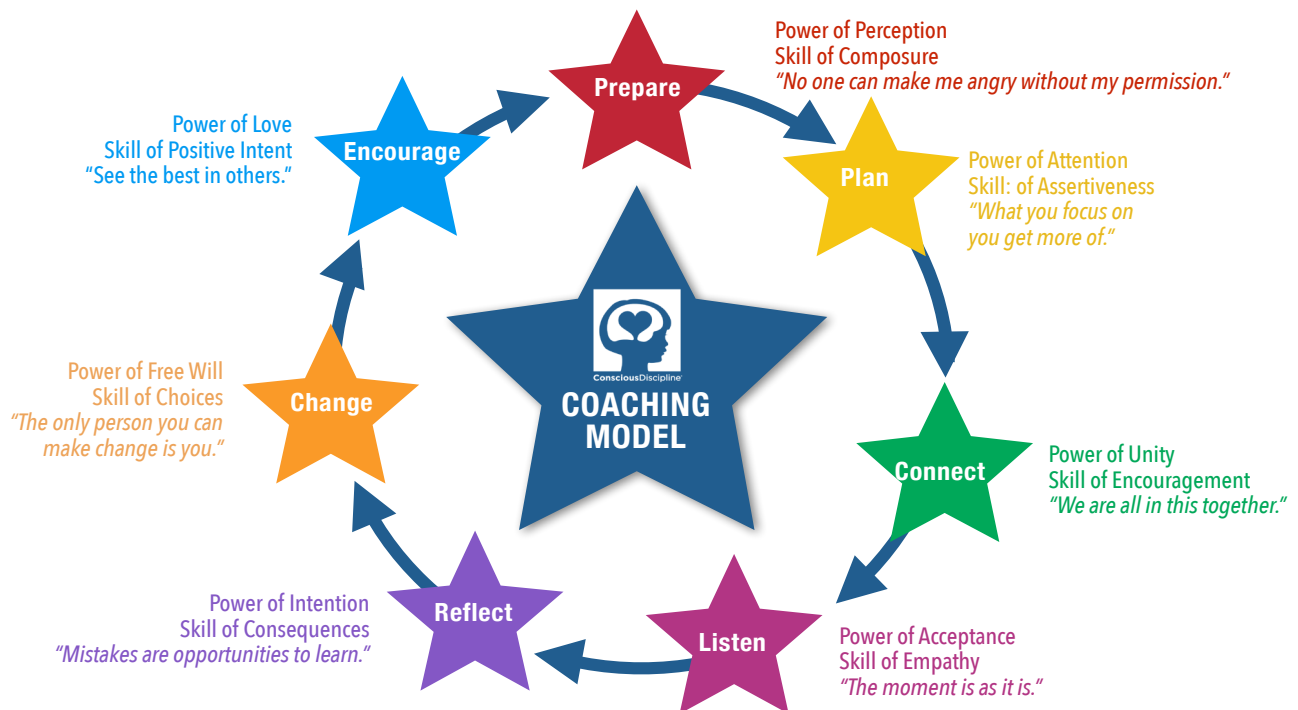 Prepare
Power of Perception
Skill of Composure
“No one can make me angry without my permission.”
Plan
Power of Attention
Skill: of Assertiveness
“What you focus on
you get more of.”
Connect
Power of Unity
Skill of Encouragement
“We are all in this together.”
Listen
Power of Acceptance
Skill of Empathy
“The moment is as it is.”
Reflect
Power of Intention
Skill of Consequences
“Mistakes are opportunities to learn.”
Change
Power of Free Will
Skill of Choices
“The only person you can
make change is you.”
Encourage
Power of Love
Skill of Positive Intent
“See the best in others.”
ConsciousDiscipline®
COACHING
MODEL